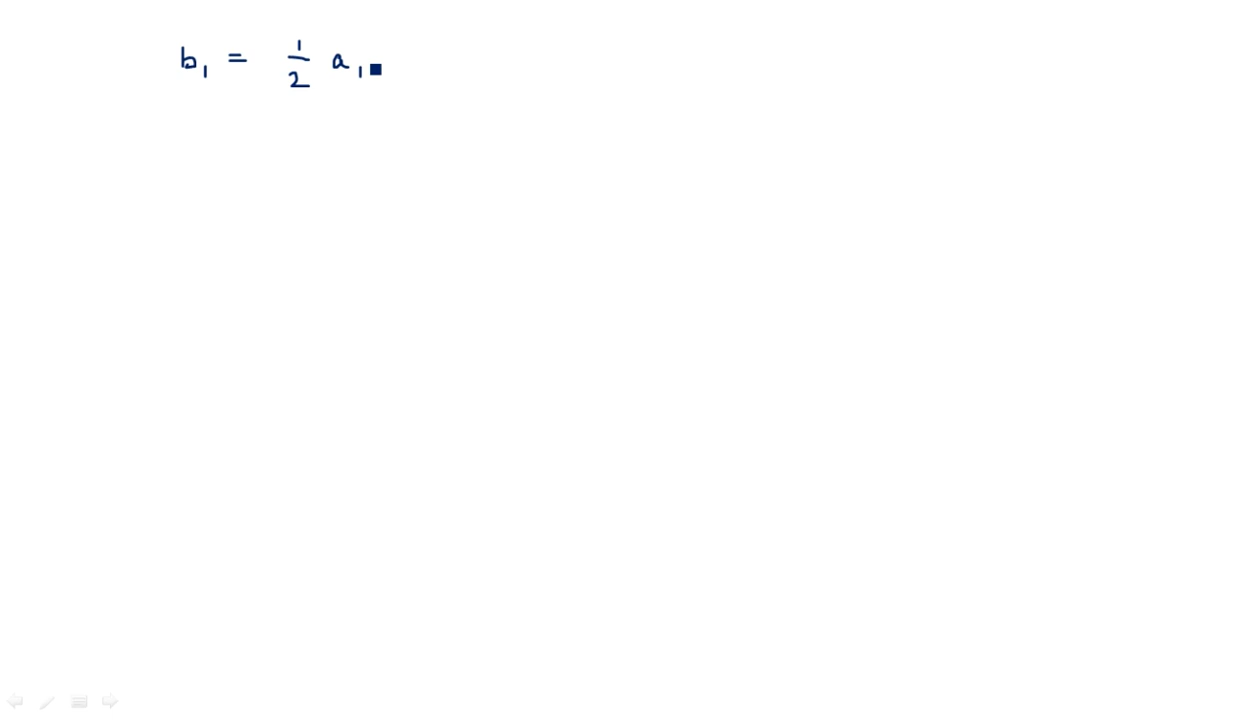 b₁ = 1/2 a₁